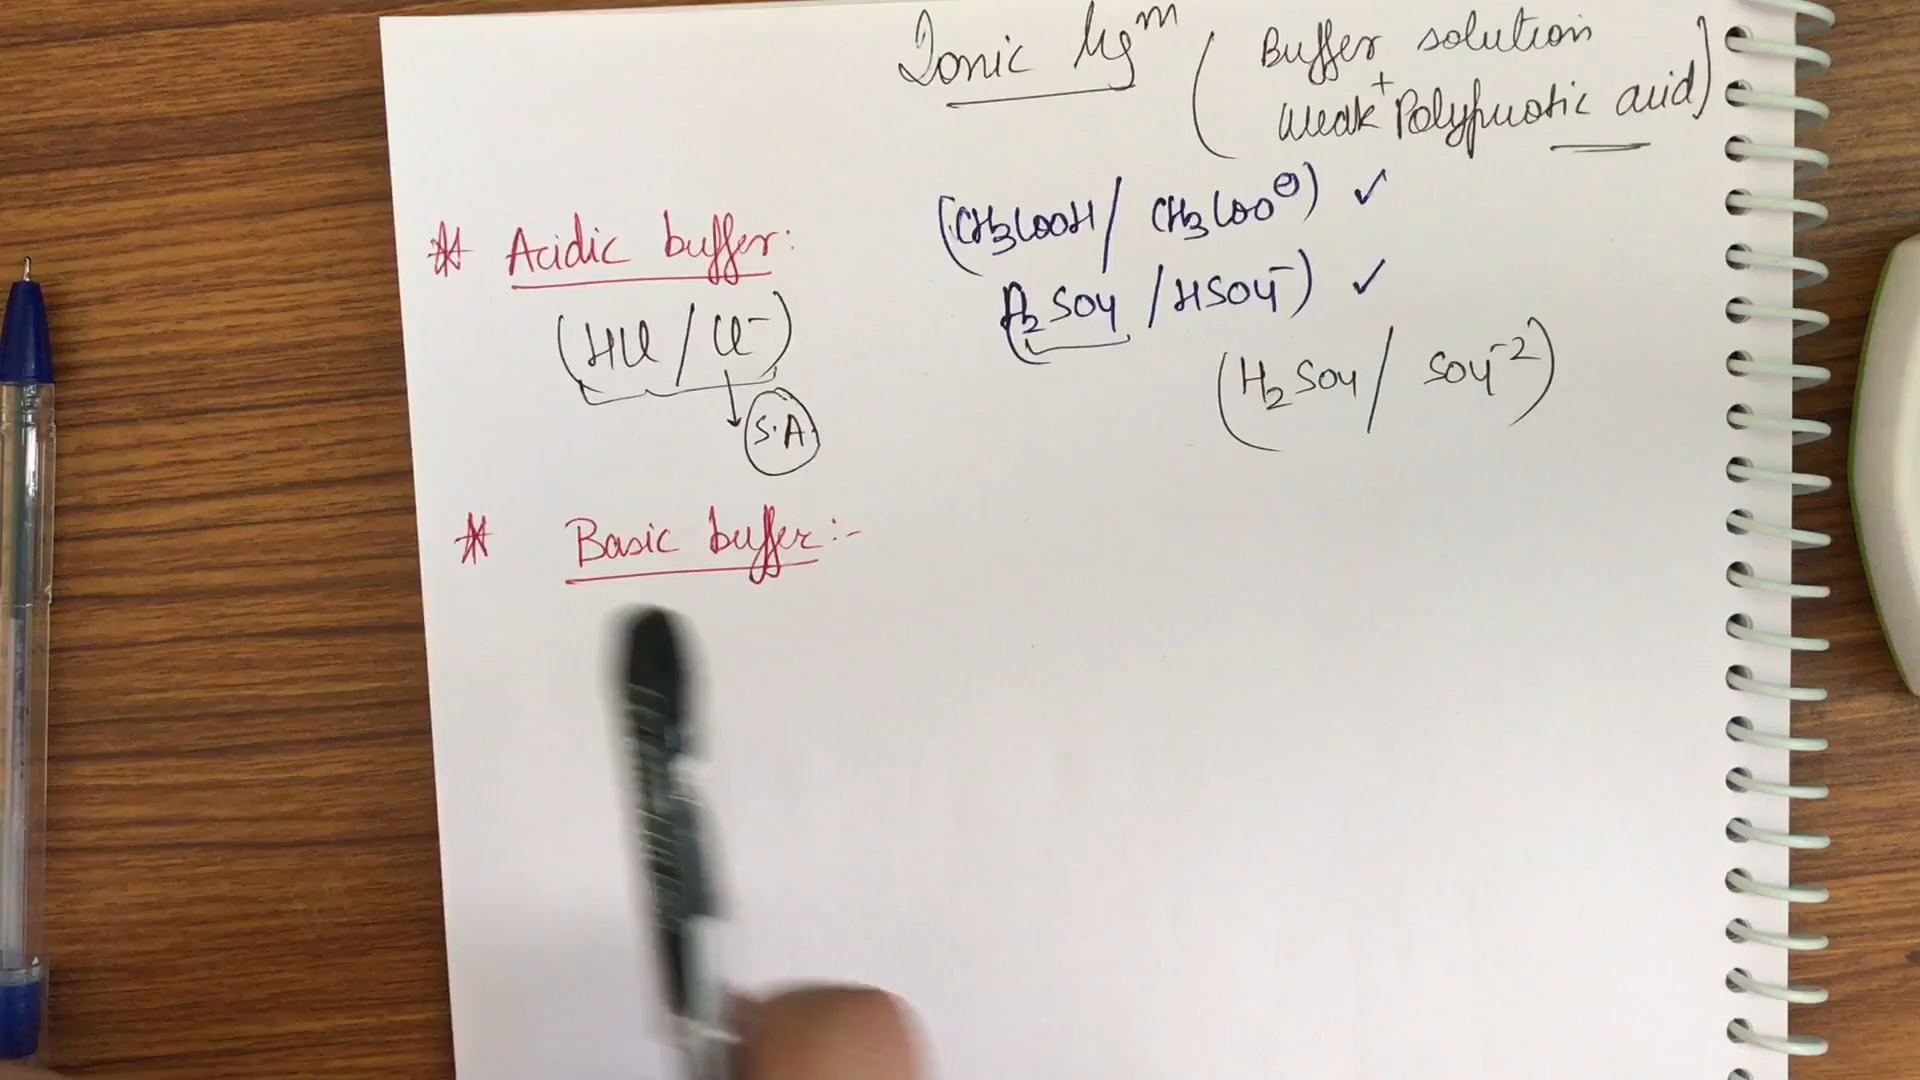 Ionic Eqᵐ ( Buffer solution
+
weak Polyprotic acid)
* Acidic buffer:
(CH3COOH / CH3COO⊖) ✓
(H2SO4 / HSO4⁻) ✓
(HCl / Cl⁻)
(H2SO4 / SO4⁻²)
S.A.
* Basic buffer:-